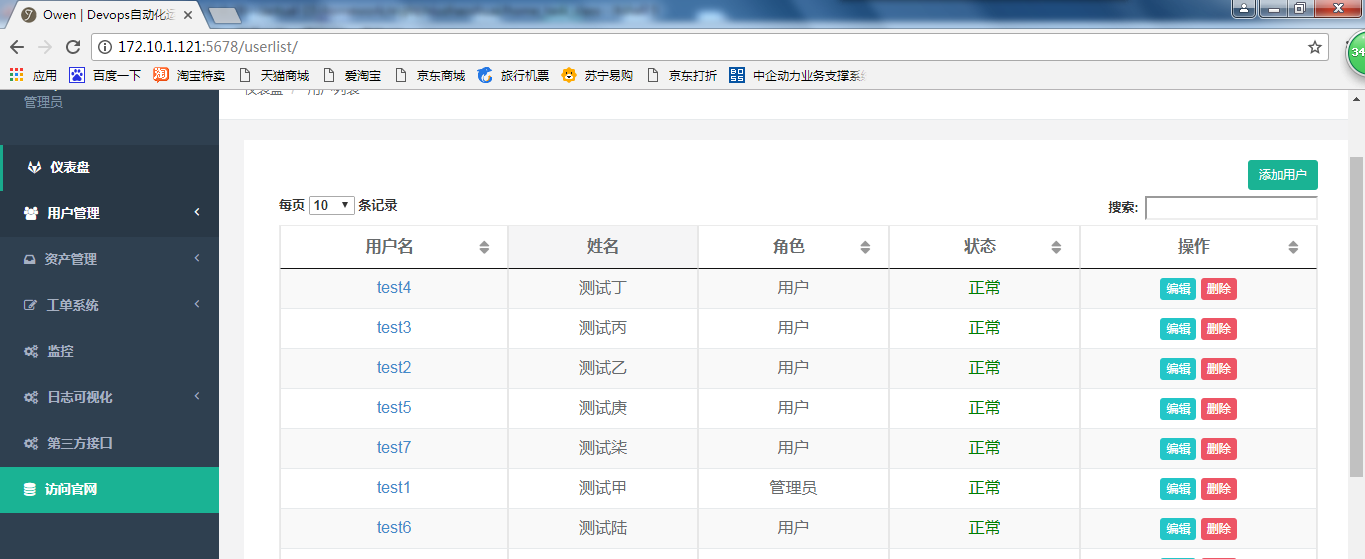 Owen | Devops自动化运
172.10.1.121:5678/userlist/
34
应用 百度一下 淘宝特卖 天猫商城 爱淘宝 京东商城 旅行机票 苏宁易购 京东打折 中企动力业务支撑系统
管理员
仪表盘 / 用户列表
仪表盘
用户管理
资产管理
工单系统
监控
日志可视化
第三方接口
访问官网
添加用户
每页 10 条记录
搜索:
用户名 姓名 角色 状态 操作
test4 测试丁 用户 正常 编辑 删除
test3 测试丙 用户 正常 编辑 删除
test2 测试乙 用户 正常 编辑 删除
test5 测试庚 用户 正常 编辑 删除
test7 测试柒 用户 正常 编辑 删除
test1 测试甲 管理员 正常 编辑 删除
test6 测试陆 用户 正常 编辑 删除